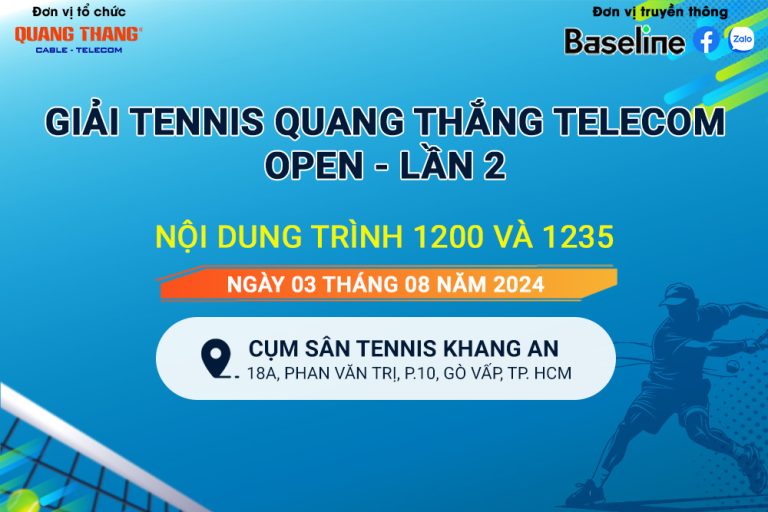 Đơn vị tổ chức
QUANG THANG®
CABLE - TELECOM
Đơn vị truyền thông
Baseline
Zalo
GIẢI TENNIS QUANG THẮNG TELECOM
OPEN - LẦN 2
NỘI DUNG TRÌNH 1200 VÀ 1235
NGÀY 03 THÁNG 08 NĂM 2024
CỤM SÂN TENNIS KHANG AN
18A, PHAN VĂN TRỊ, P.10, GÒ VẤP, TP. HCM